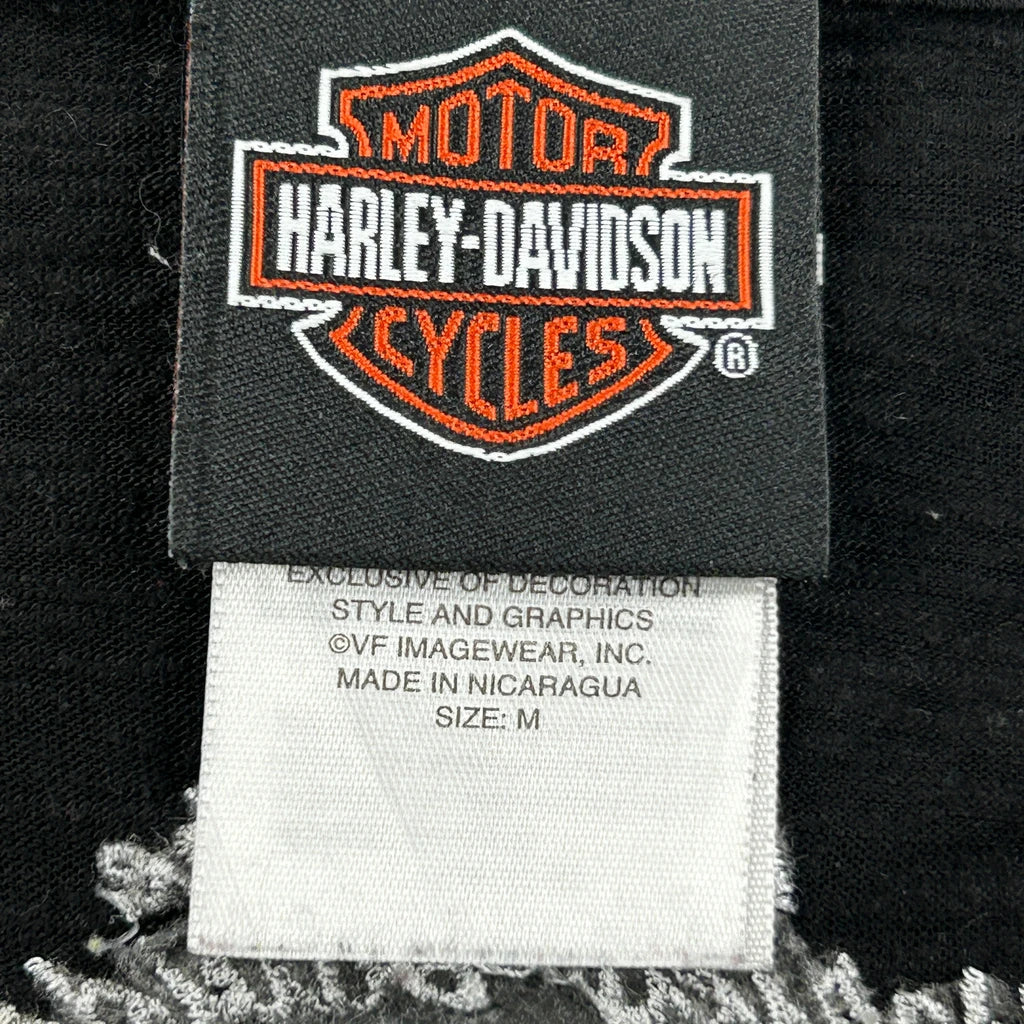 MOTOR
HARLEY-DAVIDSON
CYCLES
®
EXCLUSIVE OF DECORATION
STYLE AND GRAPHICS
©VF IMAGEWEAR, INC.
MADE IN NICARAGUA
SIZE: M